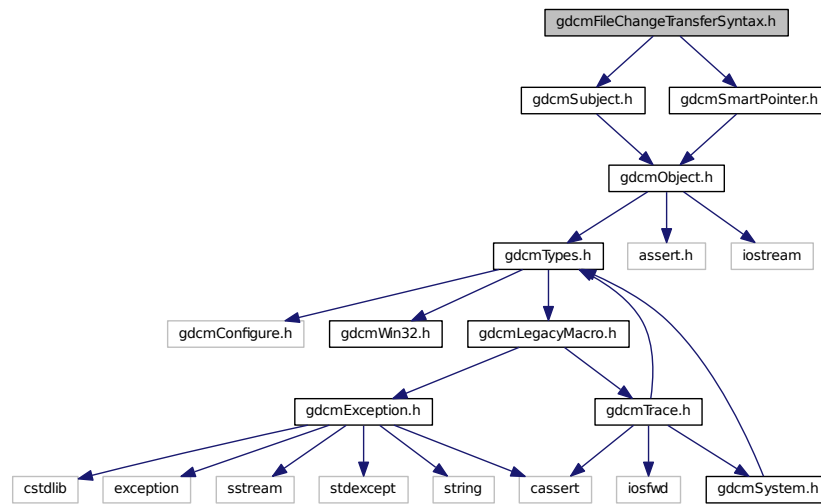 gdcmFileChangeTransferSyntax.h
gdcmSubject.h
gdcmSmartPointer.h
gdcmObject.h
gdcmTypes.h
assert.h
iostream
gdcmConfigure.h
gdcmWin32.h
gdcmLegacyMacro.h
gdcmException.h
gdcmTrace.h
cstdlib
exception
sstream
stdexcept
string
cassert
iosfwd
gdcmSystem.h